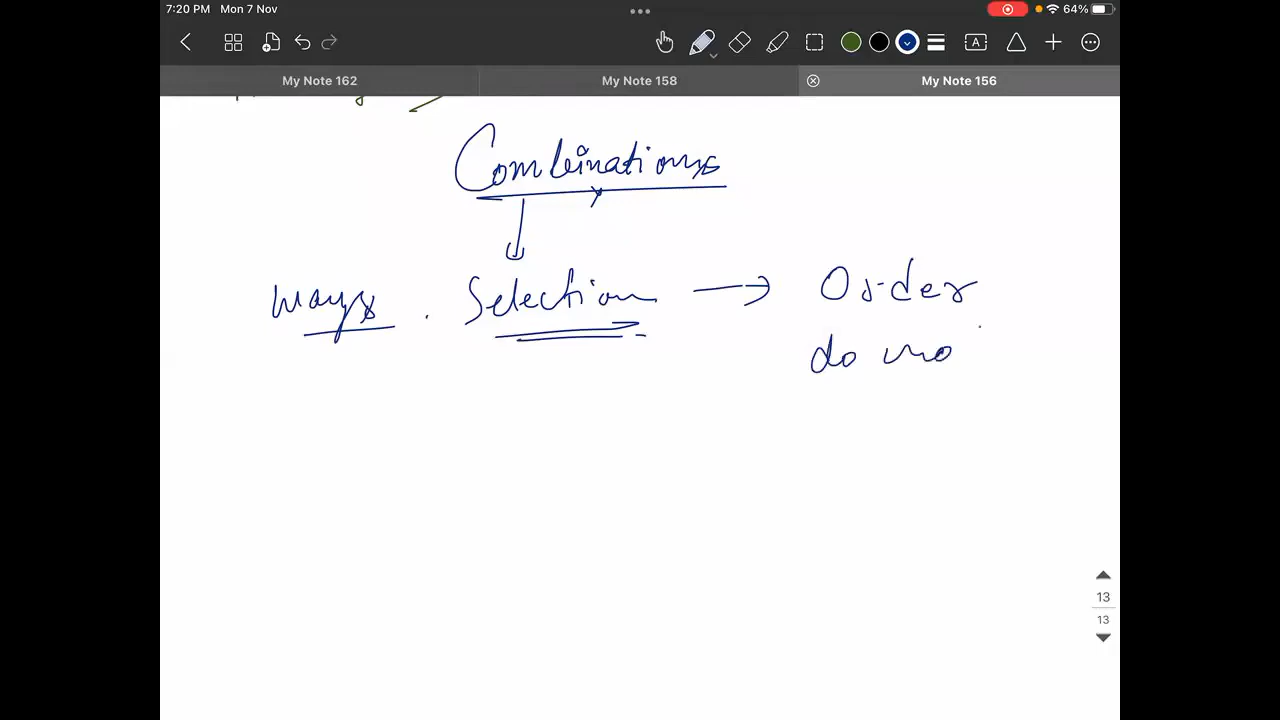 7:20 PM Mon 7 Nov
64%
My Note 162
My Note 158
My Note 156
Combinations
ways. Selection → Order
do no
13
13